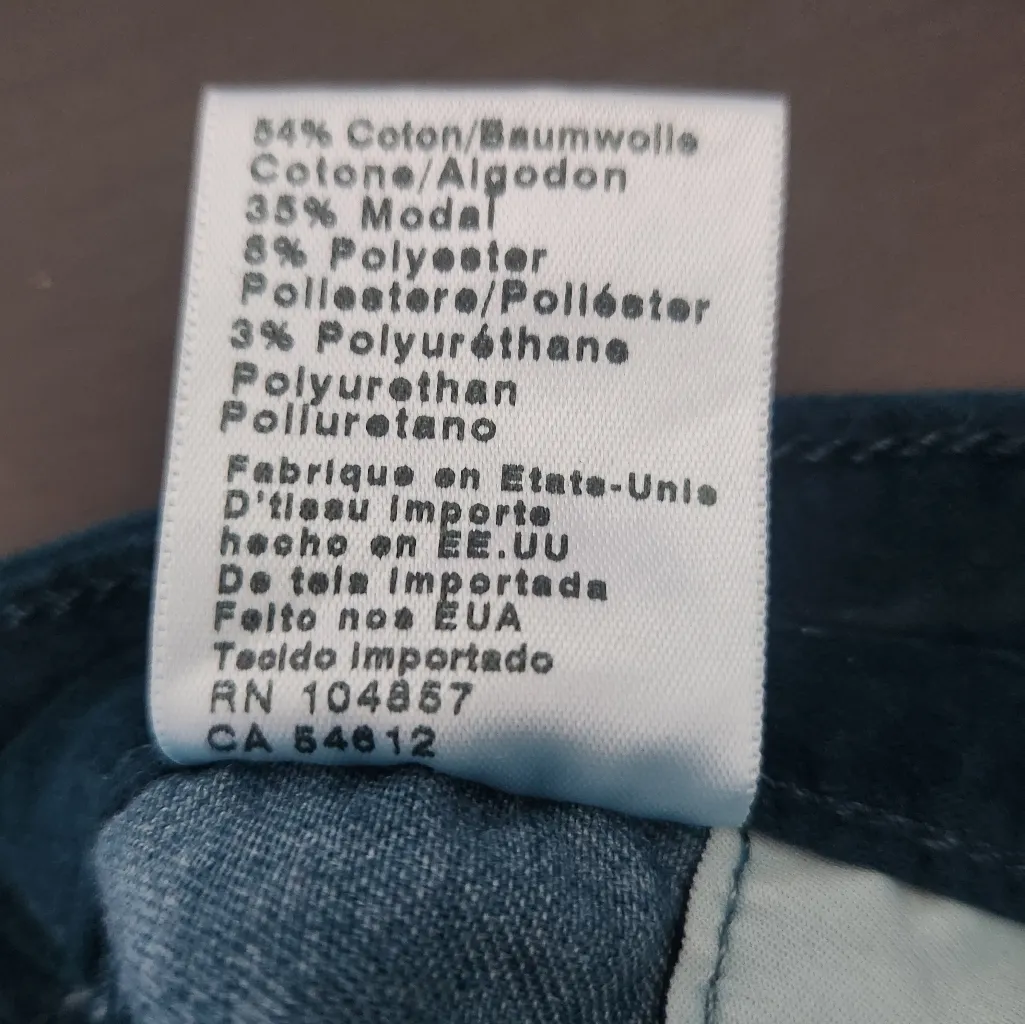 54% Coton/Baumwolle
Cotone/Algodon
35% Modal
8% Polyester
Poliestere/Poliéster
3% Polyuréthane
Polyurethan
Poliuretano
Fabrique en Etats-Unis
D'tissu importe
hecho en EE.UU
De tela importada
Feito nos EUA
Tecido importado
RN 104857
CA 54612